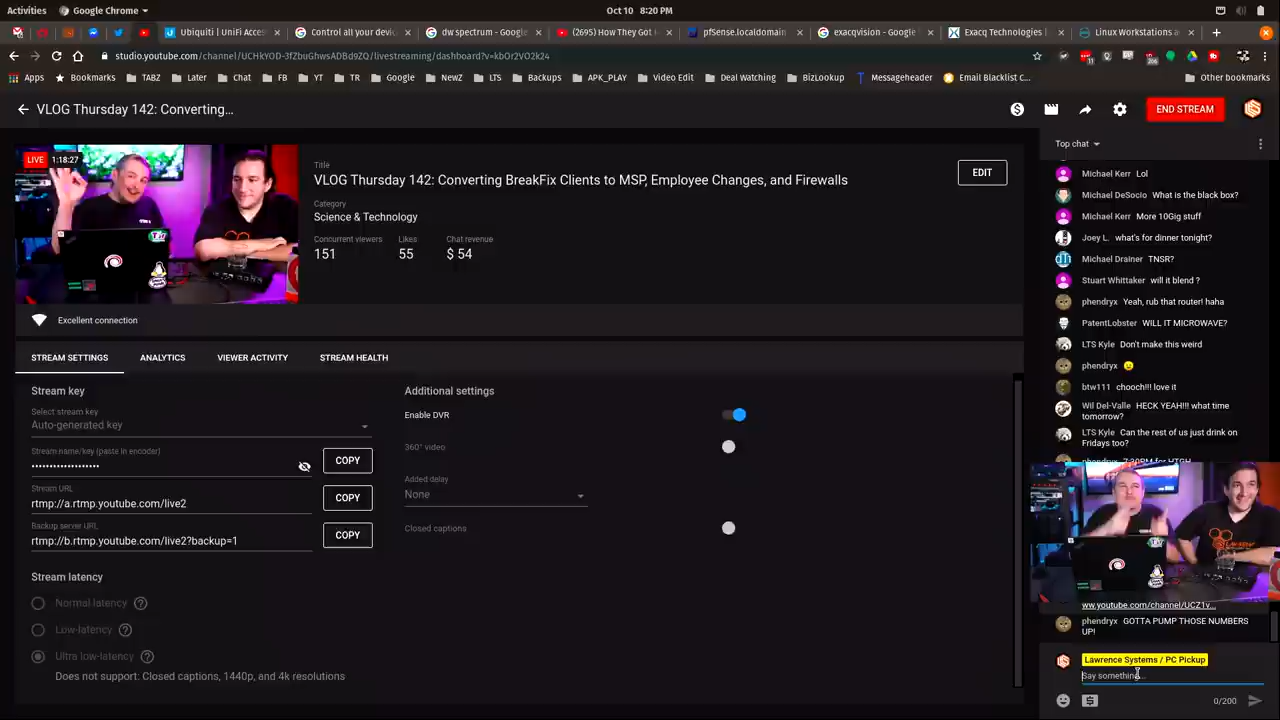 Activities
Google Chrome
Oct 10 8:20 PM
Ubiquiti | UniFi Acces
Control all your devi
dw spectrum - Google
(2695) How They Got
pfSense.localdomain
exacqvision - Google
Exacq Technologies |
Linux Workstations a
studio.youtube.com/channel/UCHkYOD-3fZbuGhwsADBd9ZQ/livestreaming/dashboard?v=kbOr2VO2k24
Apps
Bookmarks
TABZ
Later
Chat
FB
YT
TR
Google
NewZ
LTS
Backups
APK_PLAY
Video Edit
Deal Watching
BizLookup
Messageheader
Email Blacklist C...
Other bookmarks
VLOG Thursday 142: Converting...
END STREAM
LIVE 1:18:27
Title
VLOG Thursday 142: Converting BreakFix Clients to MSP, Employee Changes, and Firewalls
EDIT
Category
Science & Technology
Concurrent viewers
Likes
Chat revenue
151
55
$ 54
Excellent connection
STREAM SETTINGS
ANALYTICS
VIEWER ACTIVITY
STREAM HEALTH
Stream key
Select stream key
Auto-generated key
Stream name/key (paste in encoder)
••••••••••••••••••
COPY
Stream URL
rtmp://a.rtmp.youtube.com/live2
COPY
Backup server URL
rtmp://b.rtmp.youtube.com/live2?backup=1
COPY
Stream latency
Normal latency
Low-latency
Ultra low-latency
Does not support: Closed captions, 1440p, and 4k resolutions
Additional settings
Enable DVR
360° video
Added delay
None
Closed captions
Top chat
Michael Kerr Lol
Michael DeSocio What is the black box?
Michael Kerr More 10Gig stuff
Joey L. what's for dinner tonight?
Michael Drainer TNSR?
Stuart Whittaker will it blend ?
phendryx Yeah, rub that router! haha
PatentLobster WILL IT MICROWAVE?
LTS Kyle Don't make this weird
phendryx 😉
btw111 chooch!!! love it
Wil Del-Valle HECK YEAH!!! what time
tomorrow?
LTS Kyle Can the rest of us just drink on
Fridays too?
phendryx 7:30PM for HTGH
ww.youtube.com/channel/UCZ1v...
phendryx GOTTA PUMP THOSE NUMBERS
UP!
Lawrence Systems / PC Pickup
Say something...
0/200